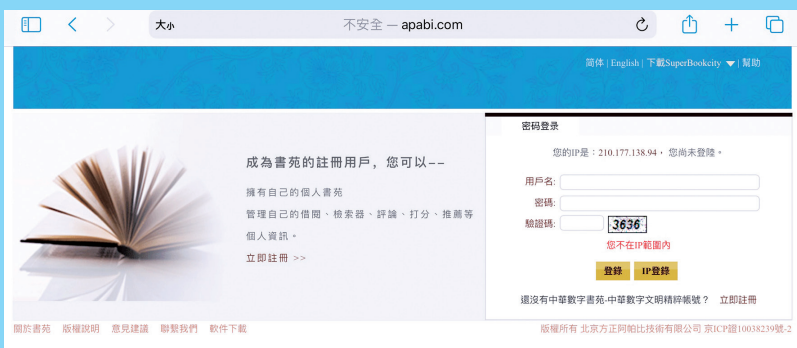 大小
不安全 — apabi.com
简体 | English | 下載SuperBookcity | 幫助
成為書苑的註冊用戶，您可以——
擁有自己的個人書苑
管理自己的借閱、檢索器、評論、打分、推薦等
個人資訊。
立即註冊 >>
密码登录
您的IP是：210.177.138.94， 您尚未登陸。
用戶名:
密碼:
驗證碼: 3636
您不在IP範圍內
登錄 IP登錄
還沒有中華數字書苑-中華數字文明精粹帳號？ 立即註冊
關於書苑 版權說明 意見建議 聯繫我們 軟件下載
版權所有 北京方正阿帕比技術有限公司 京ICP證10038239號-2